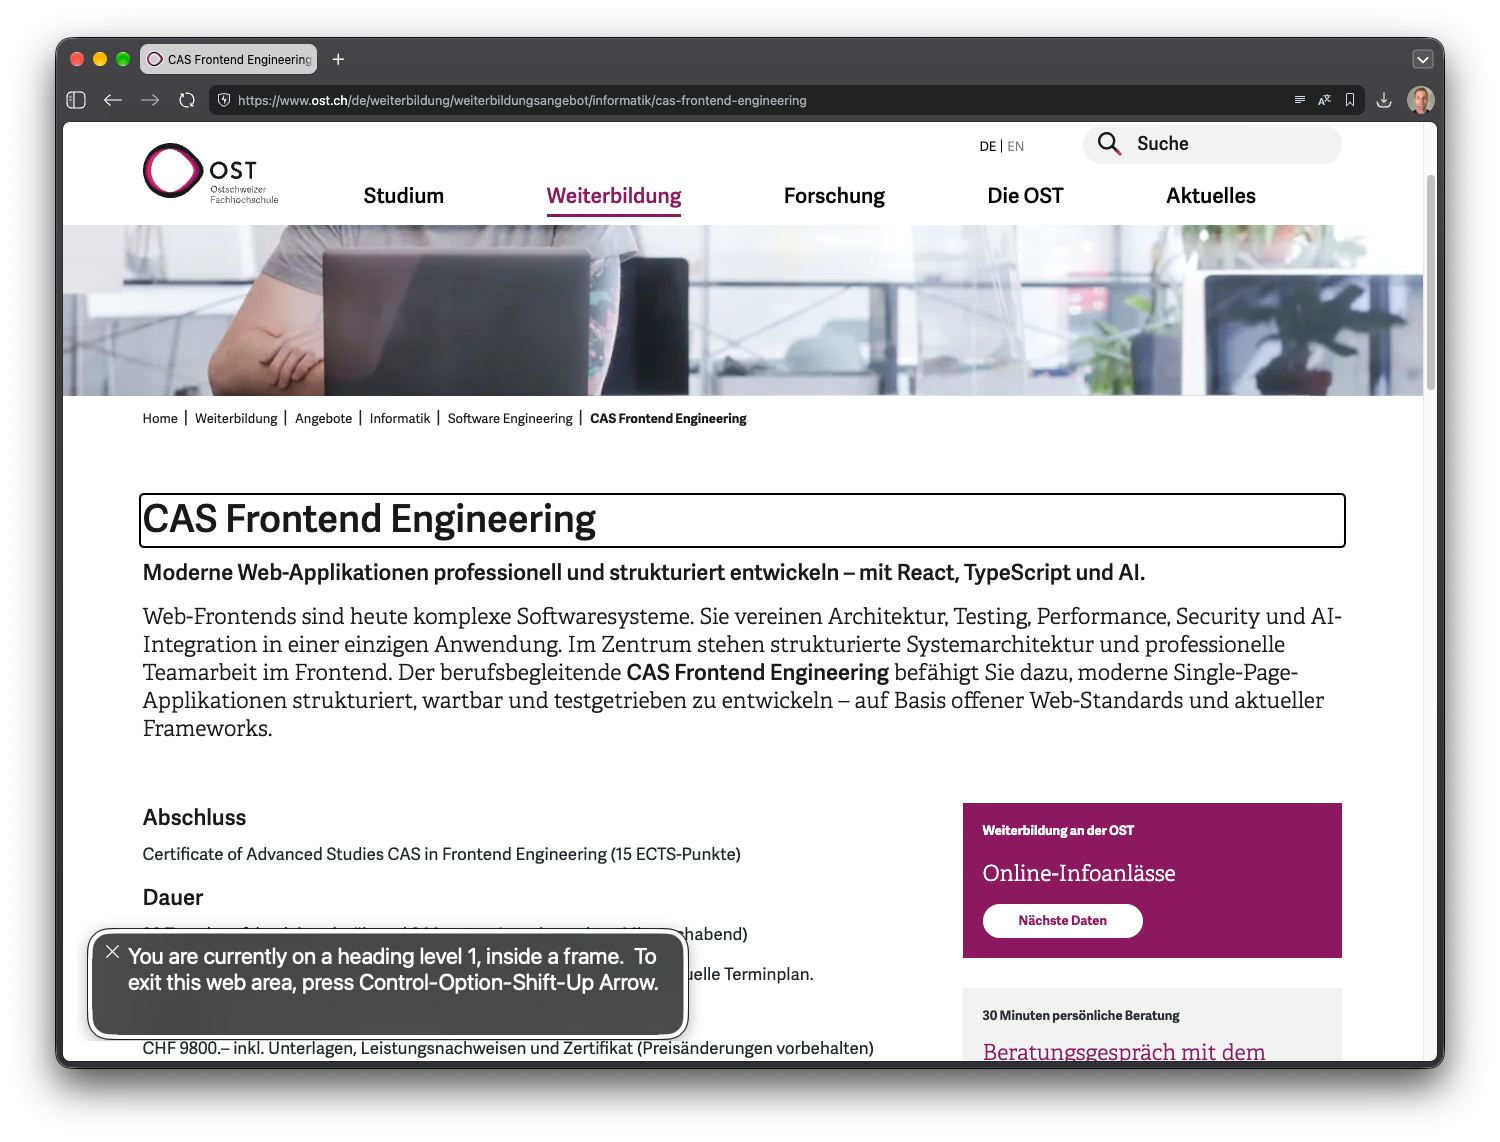 CAS Frontend Engineering
https://www.ost.ch/de/weiterbildung/weiterbildungsangebot/informatik/cas-frontend-engineering
DE | EN
Suche
OST
Ostschweizer
Fachhochschule
Studium
Weiterbildung
Forschung
Die OST
Aktuelles
Home | Weiterbildung | Angebote | Informatik | Software Engineering | CAS Frontend Engineering
CAS Frontend Engineering
Moderne Web-Applikationen professionell und strukturiert entwickeln – mit React, TypeScript und AI.
Web-Frontends sind heute komplexe Softwaresysteme. Sie vereinen Architektur, Testing, Performance, Security und AI-
Integration in einer einzigen Anwendung. Im Zentrum stehen strukturierte Systemarchitektur und professionelle
Teamarbeit im Frontend. Der berufsbegleitende CAS Frontend Engineering befähigt Sie dazu, moderne Single-Page-
Applikationen strukturiert, wartbar und testgetrieben zu entwickeln – auf Basis offener Web-Standards und aktueller
Frameworks.
Abschluss
Certificate of Advanced Studies CAS in Frontend Engineering (15 ECTS-Punkte)
Dauer
habend)
uelle Terminplan.
CHF 9800.– inkl. Unterlagen, Leistungsnachweisen und Zertifikat (Preisänderungen vorbehalten)
You are currently on a heading level 1, inside a frame. To
exit this web area, press Control-Option-Shift-Up Arrow.
Weiterbildung an der OST
Online-Infoanlässe
Nächste Daten
30 Minuten persönliche Beratung
Beratungsgespräch mit dem